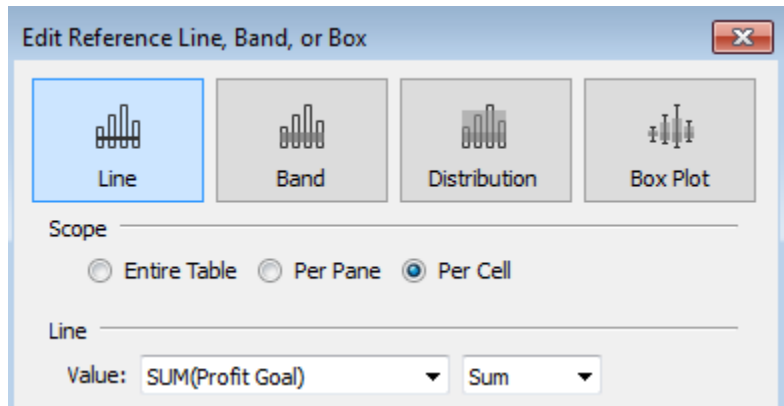 Edit Reference Line, Band, or Box
Line Band Distribution Box Plot
Scope
Entire Table Per Pane Per Cell
Line
Value: SUM(Profit Goal) Sum